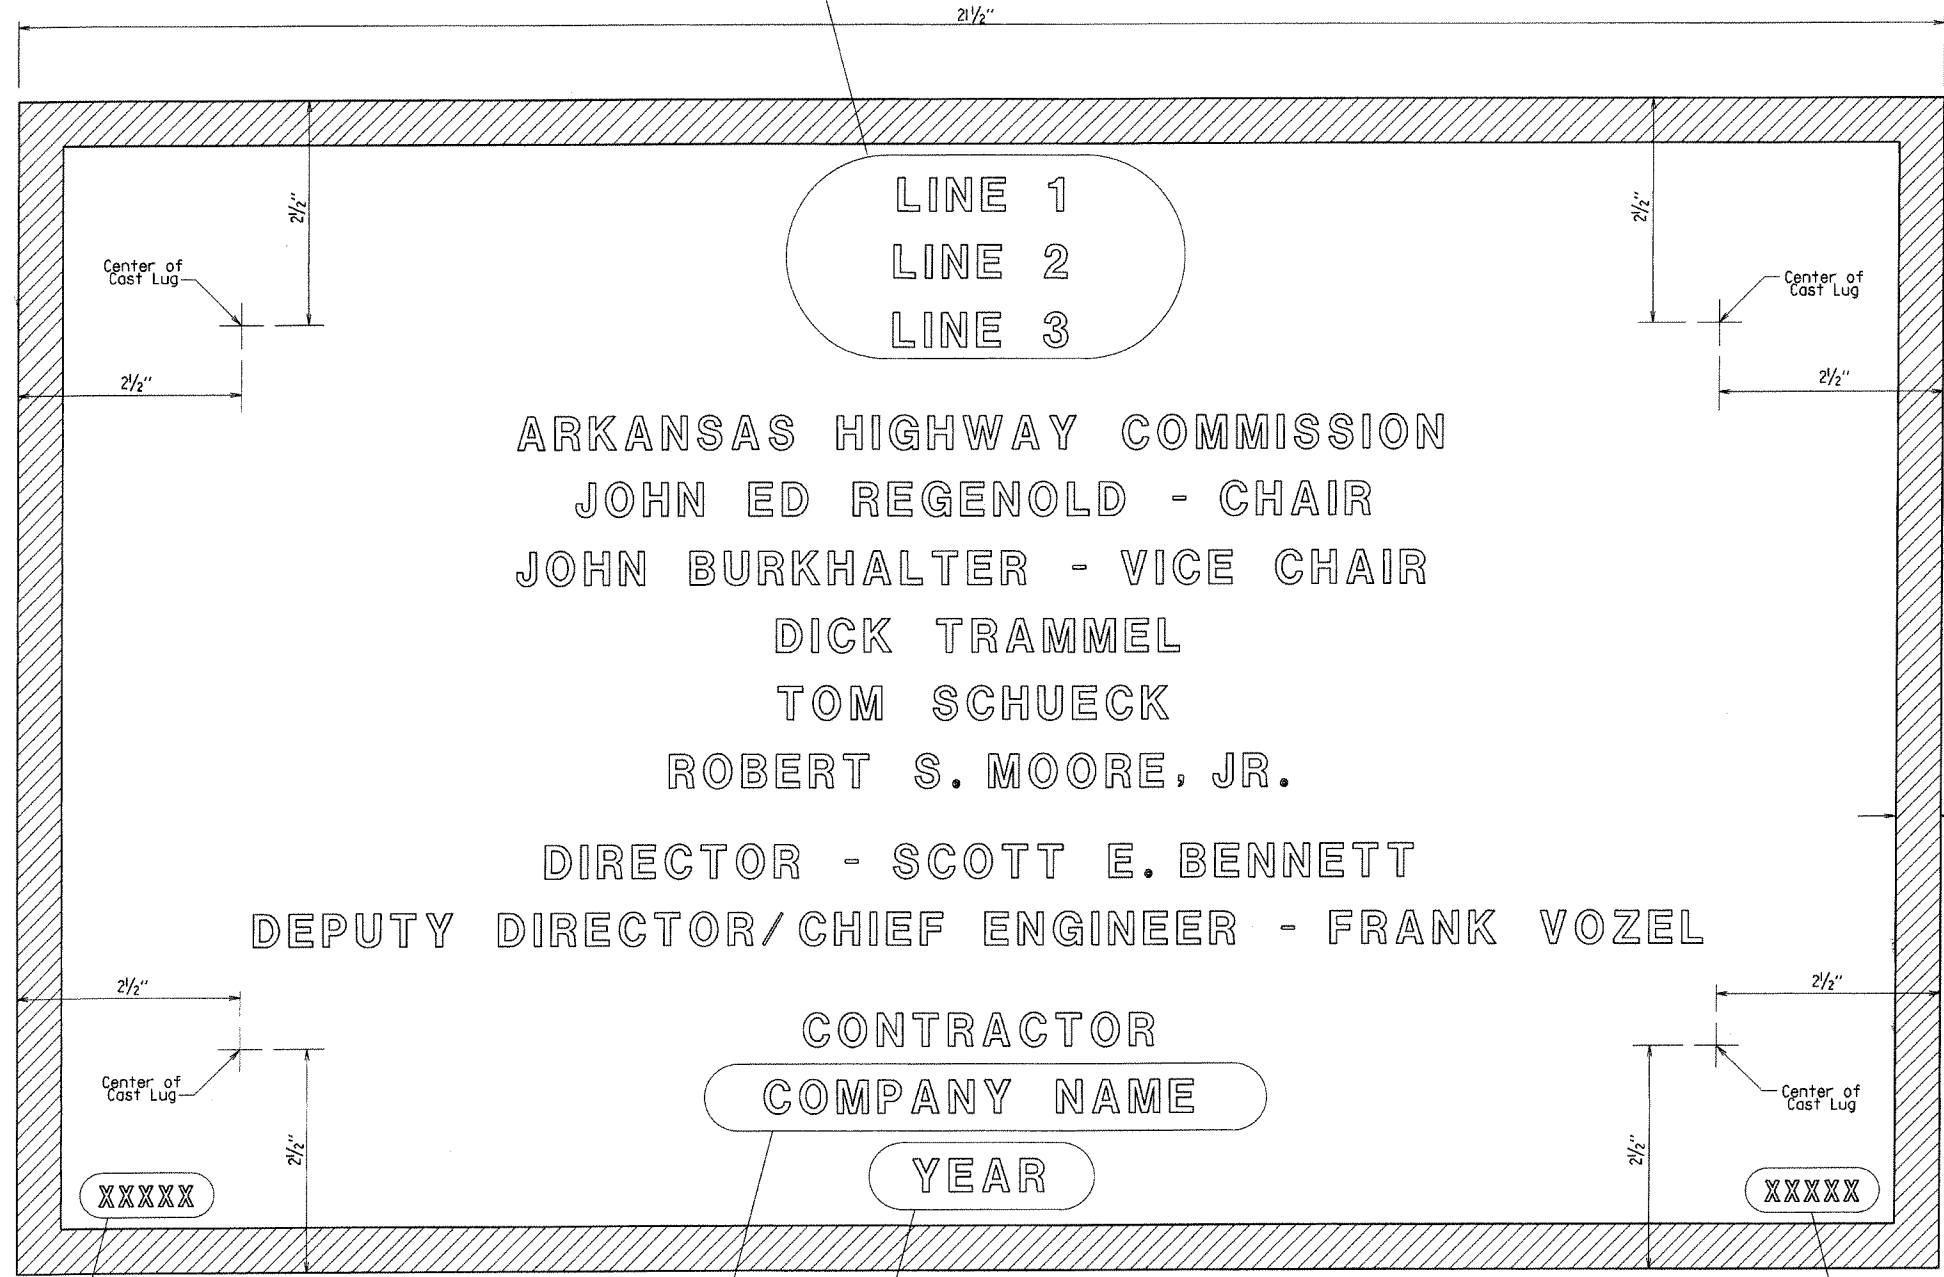 21½"
2½"
2½"
Center of
Cast Lug
Center of
Cast Lug
2½"
2½"
LINE 1
LINE 2
LINE 3
ARKANSAS HIGHWAY COMMISSION
JOHN ED REGENOLD - CHAIR
JOHN BURKHALTER - VICE CHAIR
DICK TRAMMEL
TOM SCHUECK
ROBERT S. MOORE, JR.
DIRECTOR - SCOTT E. BENNETT
DEPUTY DIRECTOR/CHIEF ENGINEER - FRANK VOZEL
2½"
2½"
CONTRACTOR
COMPANY NAME
YEAR
Center of
Cast Lug
Center of
Cast Lug
2½"
2½"
XXXXX
XXXXX